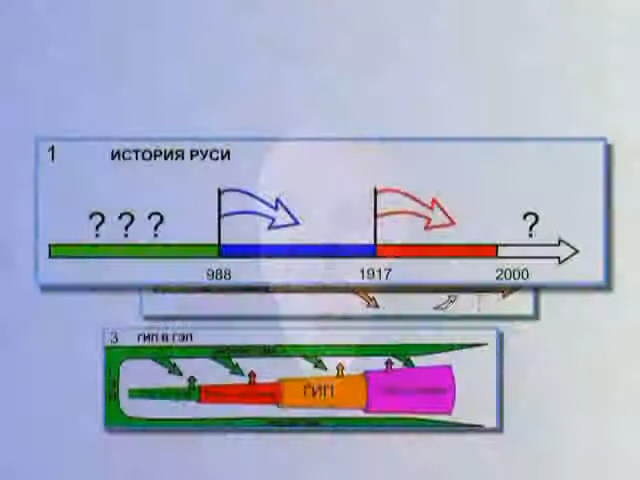 1
ИСТОРИЯ РУСИ
? ? ?
?
988
1917
2000
3 ГИП В ГЭП
ГИП